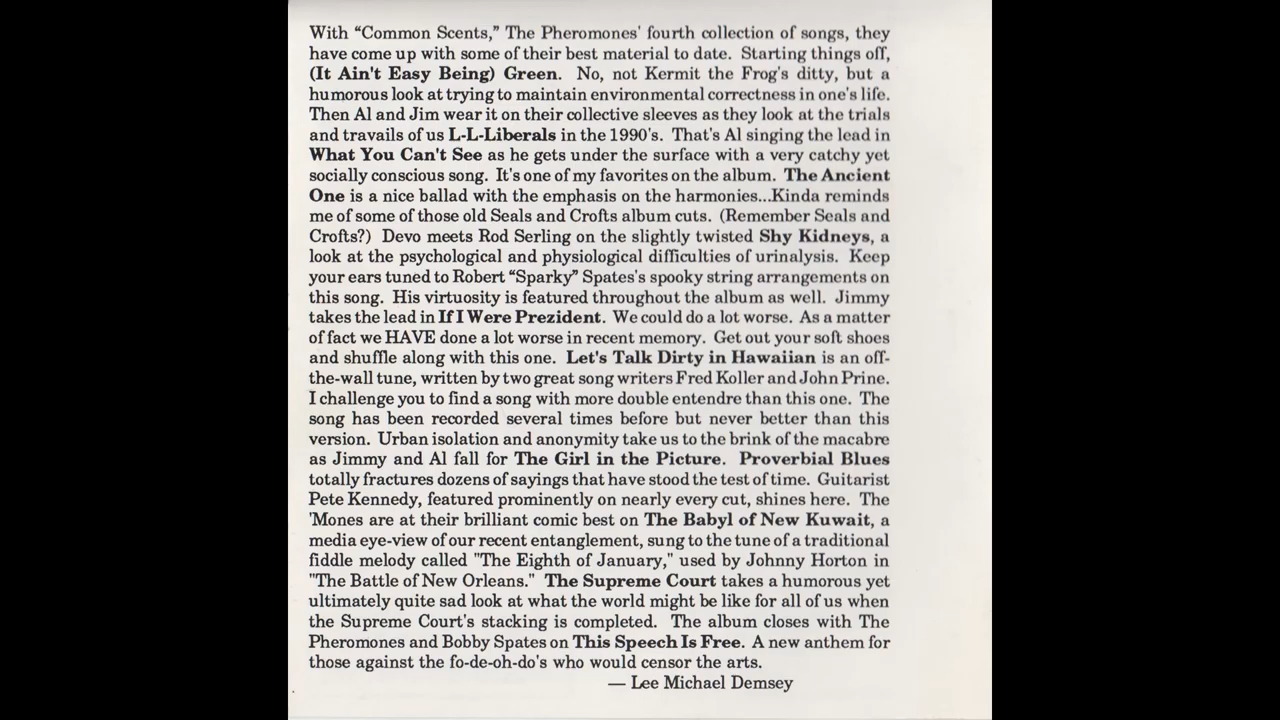 With “Common Scents,” The Pheromones' fourth collection of songs, they
have come up with some of their best material to date. Starting things off,
(It Ain't Easy Being) Green. No, not Kermit the Frog's ditty, but a
humorous look at trying to maintain environmental correctness in one's life.
Then Al and Jim wear it on their collective sleeves as they look at the trials
and travails of us L-L-Liberals in the 1990's. That's Al singing the lead in
What You Can't See as he gets under the surface with a very catchy yet
socially conscious song. It's one of my favorites on the album. The Ancient
One is a nice ballad with the emphasis on the harmonies...Kinda reminds
me of some of those old Seals and Crofts album cuts. (Remember Seals and
Crofts?) Devo meets Rod Serling on the slightly twisted Shy Kidneys, a
look at the psychological and physiological difficulties of urinalysis. Keep
your ears tuned to Robert “Sparky” Spates's spooky string arrangements on
this song. His virtuosity is featured throughout the album as well. Jimmy
takes the lead in If I Were Prezident. We could do a lot worse. As a matter
of fact we HAVE done a lot worse in recent memory. Get out your soft shoes
and shuffle along with this one. Let's Talk Dirty in Hawaiian is an off-
the-wall tune, written by two great song writers Fred Koller and John Prine.
I challenge you to find a song with more double entendre than this one. The
song has been recorded several times before but never better than this
version. Urban isolation and anonymity take us to the brink of the macabre
as Jimmy and Al fall for The Girl in the Picture. Proverbial Blues
totally fractures dozens of sayings that have stood the test of time. Guitarist
Pete Kennedy, featured prominently on nearly every cut, shines here. The
'Mones are at their brilliant comic best on The Babyl of New Kuwait, a
media eye-view of our recent entanglement, sung to the tune of a traditional
fiddle melody called "The Eighth of January," used by Johnny Horton in
"The Battle of New Orleans." The Supreme Court takes a humorous yet
ultimately quite sad look at what the world might be like for all of us when
the Supreme Court's stacking is completed. The album closes with The
Pheromones and Bobby Spates on This Speech Is Free. A new anthem for
those against the fo-de-oh-do's who would censor the arts.
— Lee Michael Demsey